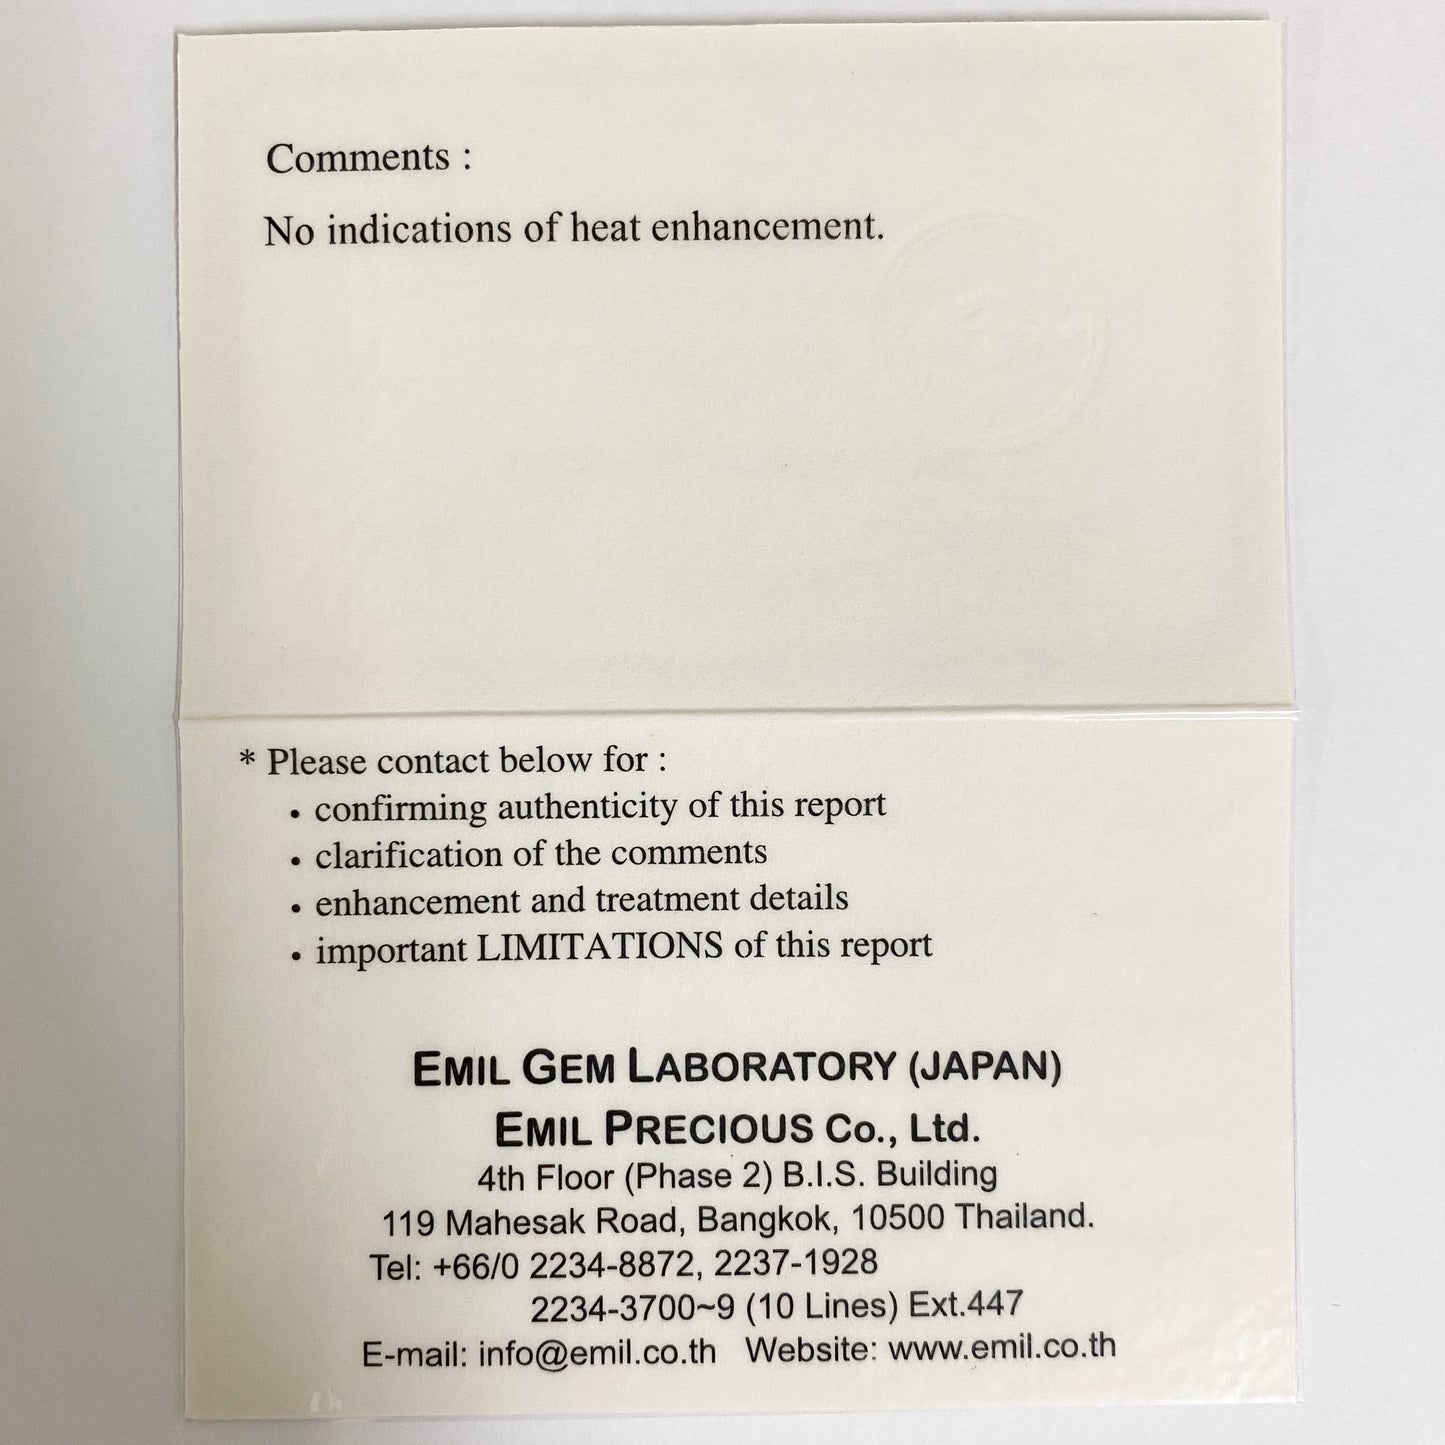 Comments :
No indications of heat enhancement.
* Please contact below for :
• confirming authenticity of this report
• clarification of the comments
• enhancement and treatment details
• important LIMITATIONS of this report
EMIL GEM LABORATORY (JAPAN)
EMIL PRECIOUS Co., Ltd.
4th Floor (Phase 2) B.I.S. Building
119 Mahesak Road, Bangkok, 10500 Thailand.
Tel: +66/0 2234-8872, 2237-1928
2234-3700~9 (10 Lines) Ext.447
E-mail: info@emil.co.th Website: www.emil.co.th